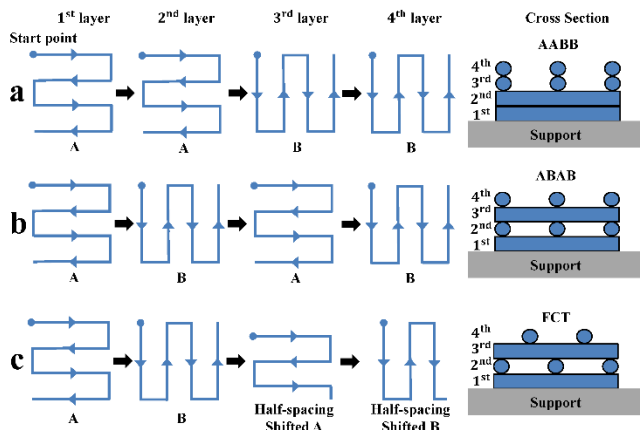 1st layer 2nd layer 3rd layer 4th layer Cross Section
Start point
AABB
a
4th
3rd
2nd
1st
A A B B
Support
ABAB
b
4th
3rd
2nd
1st
A B A B
Support
FCT
c
4th
3rd
2nd
1st
A B Half-spacing Shifted A Half-spacing Shifted B
Support